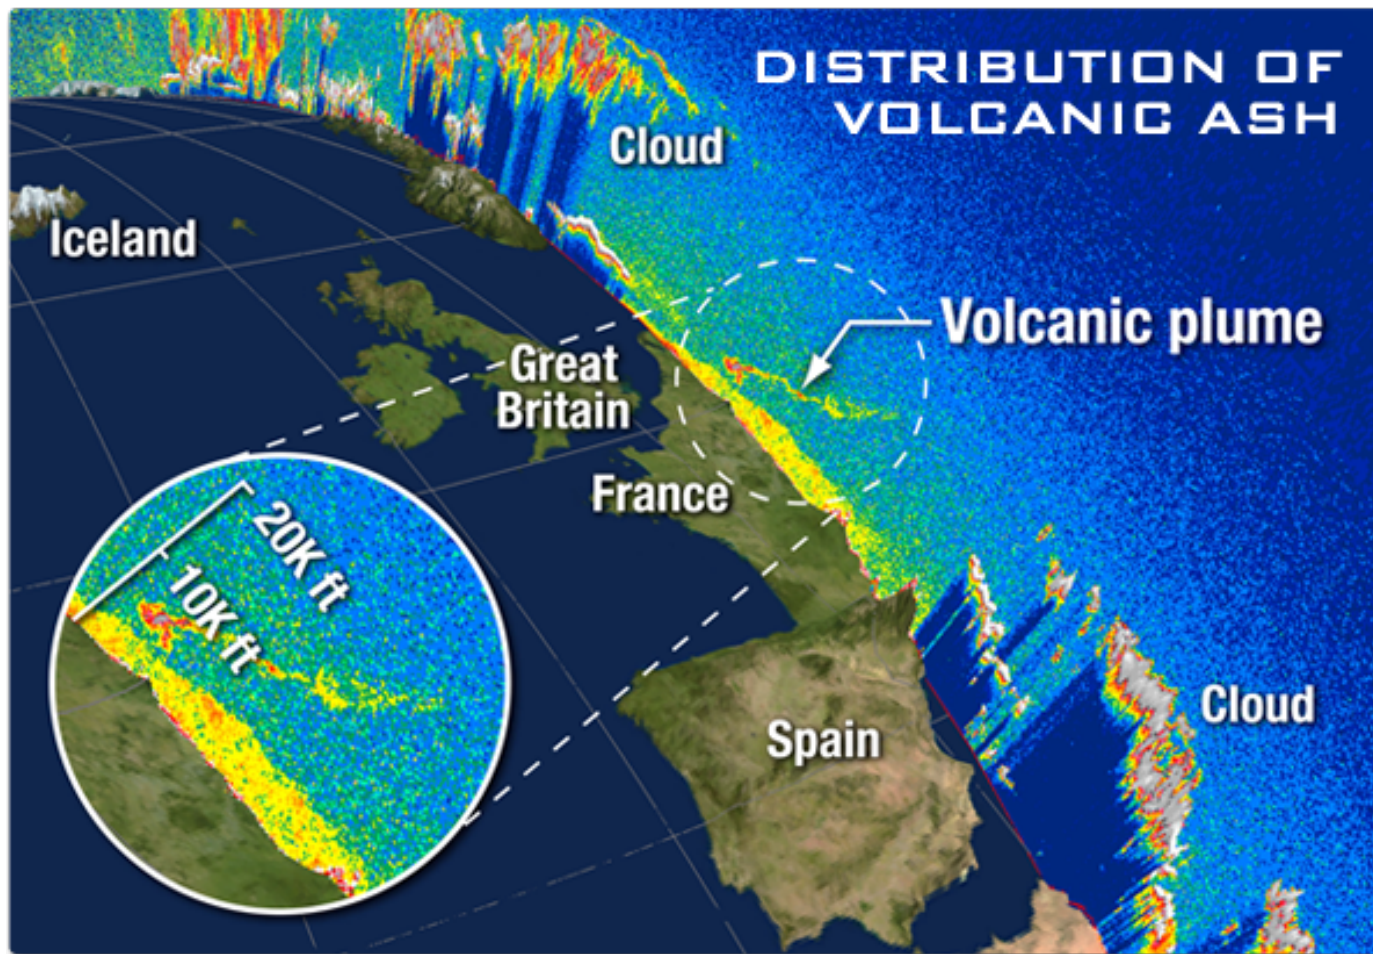 DISTRIBUTION OF
VOLCANIC ASH
Cloud
Iceland
Volcanic plume
Great
Britain
France
20K ft
10K ft
Cloud
Spain